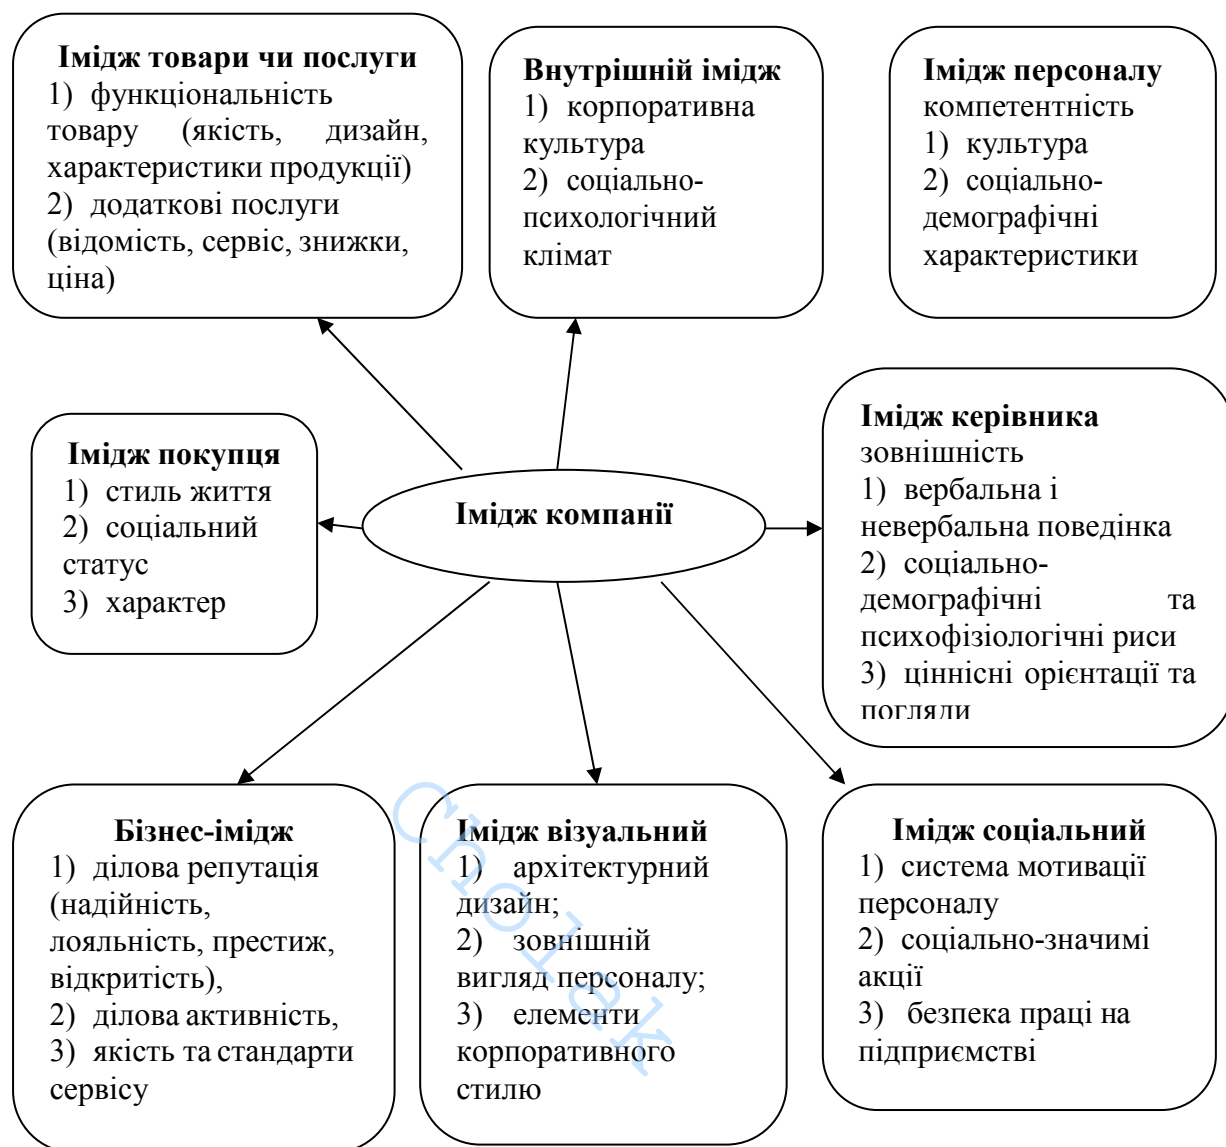 Імідж товари чи послуги
1) функціональність
товару (якість, дизайн,
характеристики продукції)
2) додаткові послуги
(відомість, сервіс, знижки,
ціна)
Внутрішній імідж
1) корпоративна
культура
2) соціально-
психологічний
клімат
Імідж персоналу
компетентність
1) культура
2) соціально-
демографічні
характеристики
Імідж покупця
1) стиль життя
2) соціальний
статус
3) характер
Імідж компанії
Імідж керівника
зовнішність
1) вербальна і
невербальна поведінка
2) соціально-
демографічні та
психофізіологічні риси
3) ціннісні орієнтації та
погляди
Бізнес-імідж
1) ділова репутація
(надійність,
лояльність, престиж,
відкритість),
2) ділова активність,
3) якість та стандарти
сервісу
Імідж візуальний
1) архітектурний
дизайн;
2) зовнішній
вигляд персоналу;
3) елементи
корпоративного
стилю
Імідж соціальний
1) система мотивації
персоналу
2) соціально-значимі
акції
3) безпека праці на
підприємстві
Cholak